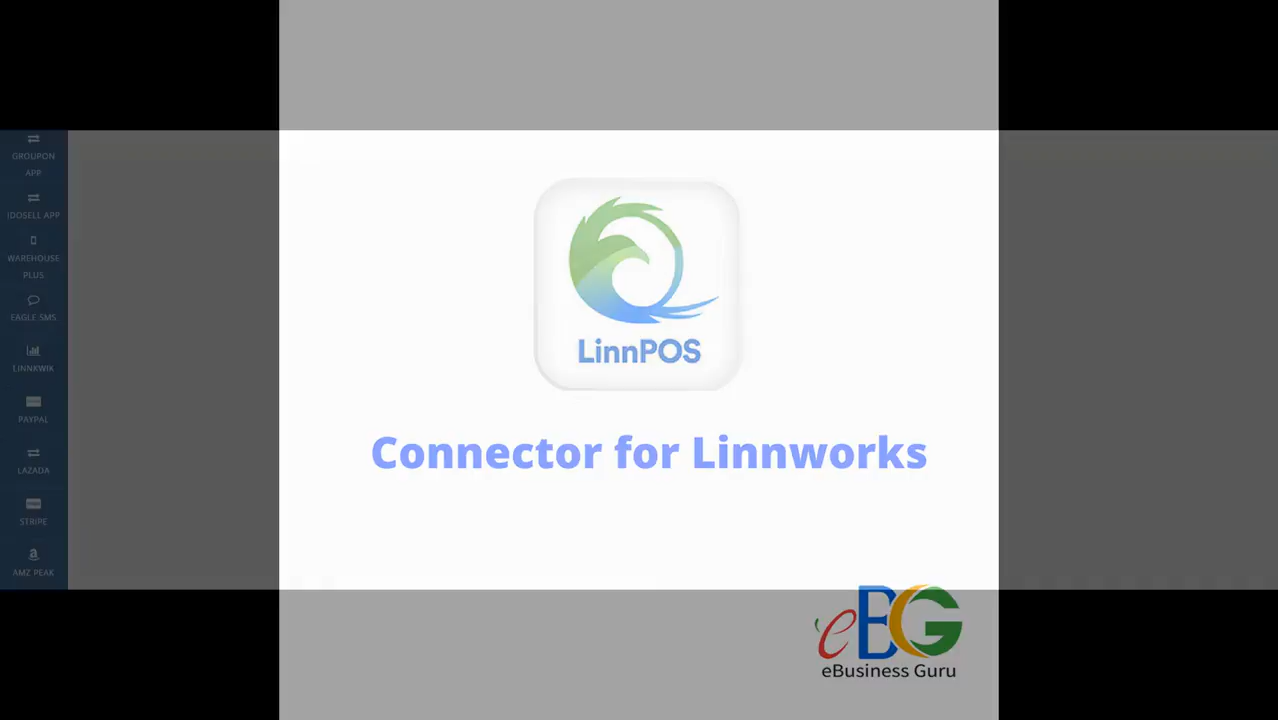 GROUPON
APP
IDOSELL APP
WAREHOUSE
PLUS
EAGLE SMS
LINNKWIK
PAYPAL
LAZADA
STRIPE
AMZ PEAK
LinnPOS
Connector for Linnworks
eBG
eBusiness Guru